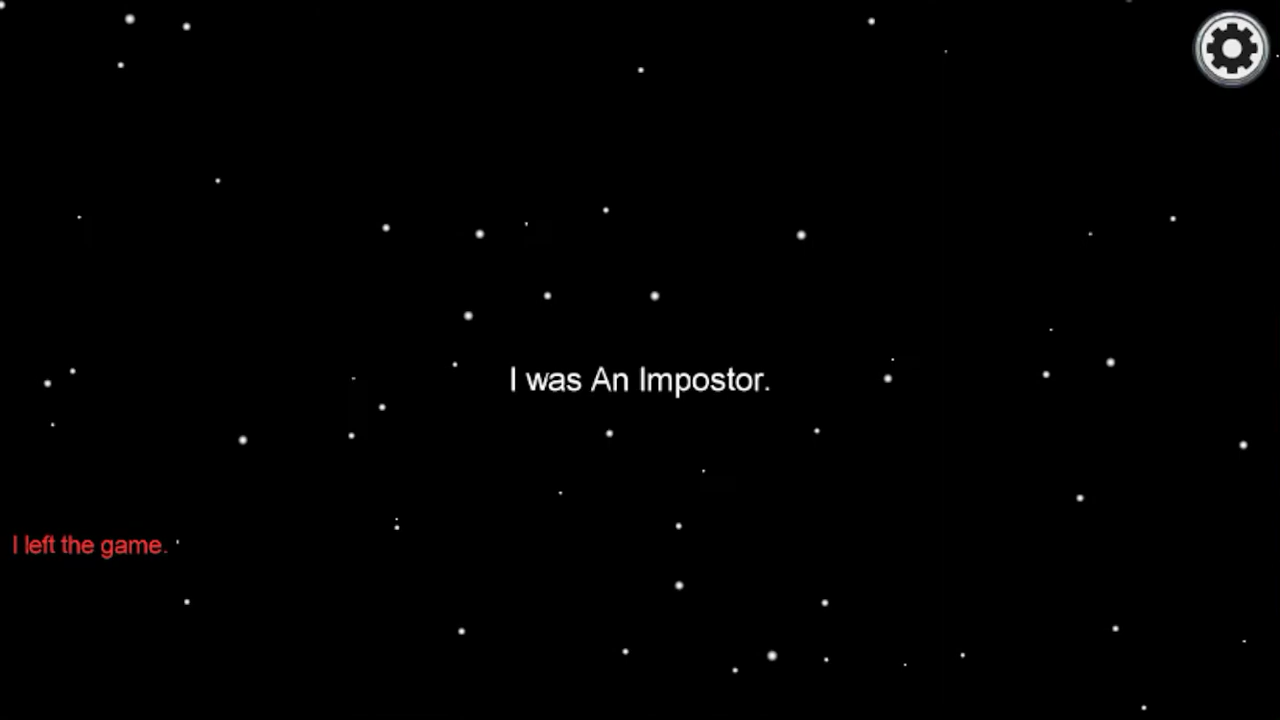 I was An Impostor.
I left the game.